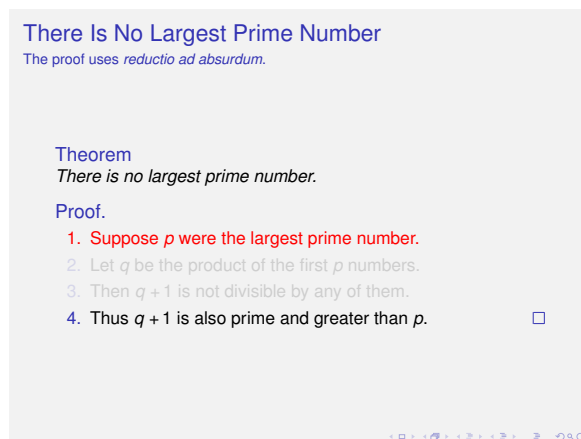 There Is No Largest Prime Number
The proof uses reductio ad absurdum.
Theorem
There is no largest prime number.
Proof.
1. Suppose p were the largest prime number.
2. Let q be the product of the first p numbers.
3. Then q + 1 is not divisible by any of them.
4. Thus q + 1 is also prime and greater than p.